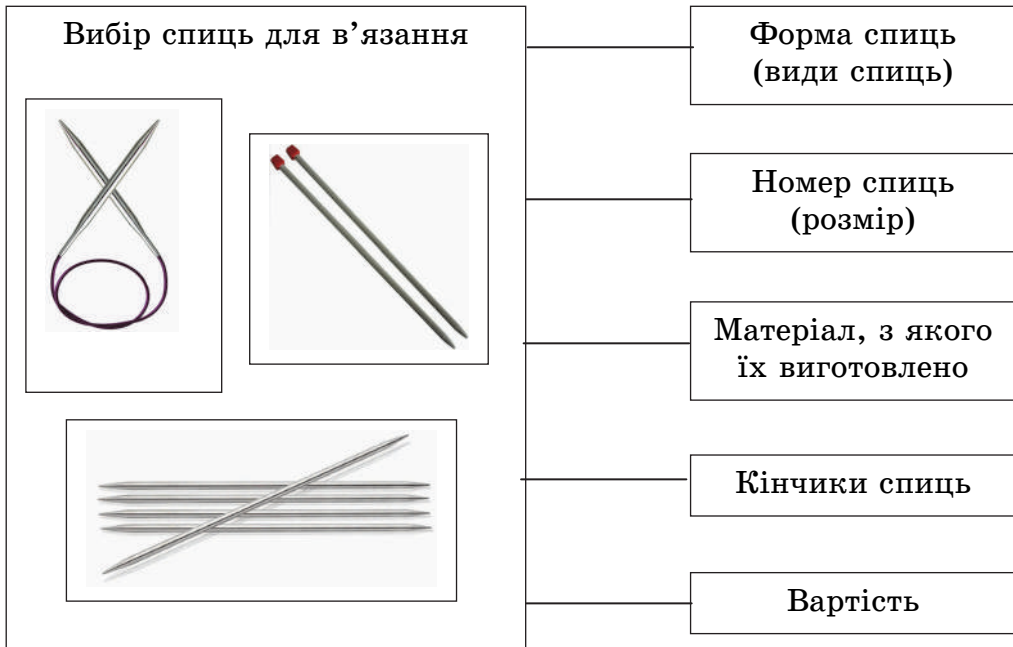 Вибір спиць для в’язання
Форма спиць
(види спиць)
Номер спиць
(розмір)
Матеріал, з якого
їх виготовлено
Кінчики спиць
Вартість